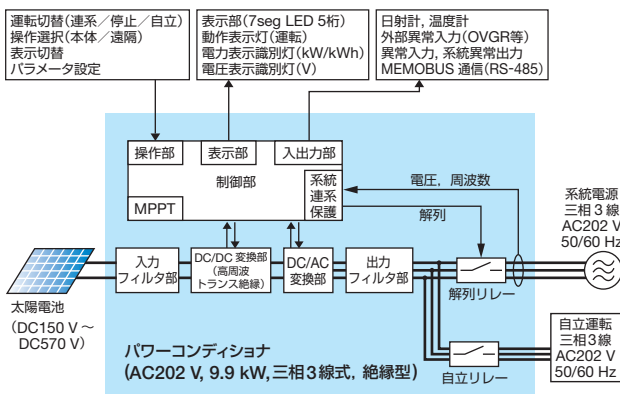 運転切替（連系／停止／自立）
操作選択（本体／遠隔）
表示切替
パラメータ設定
表示部（7seg LED 5桁）
動作表示灯（運転）
電力表示識別灯（kW/kWh）
電圧表示識別灯（V）
日射計，温度計
外部異常入力（OVGR等）
異常入力，系統異常出力
MEMOBUS 通信（RS-485）
操作部
表示部
入出力部
制御部
MPPT
系統
連系
保護
電圧，周波数
解列
系統電源
三相3線
AC202 V
50/60 Hz
入力
フィルタ部
DC/DC 変換部
（高周波
トランス絶縁）
DC/AC
変換部
出力
フィルタ部
解列リレー
太陽電池
（DC150 V～
DC570 V）
パワーコンディショナ
（AC202 V, 9.9 kW, 三相3線式，絶縁型）
自立リレー
自立運転
三相3線
AC202 V
50/60 Hz